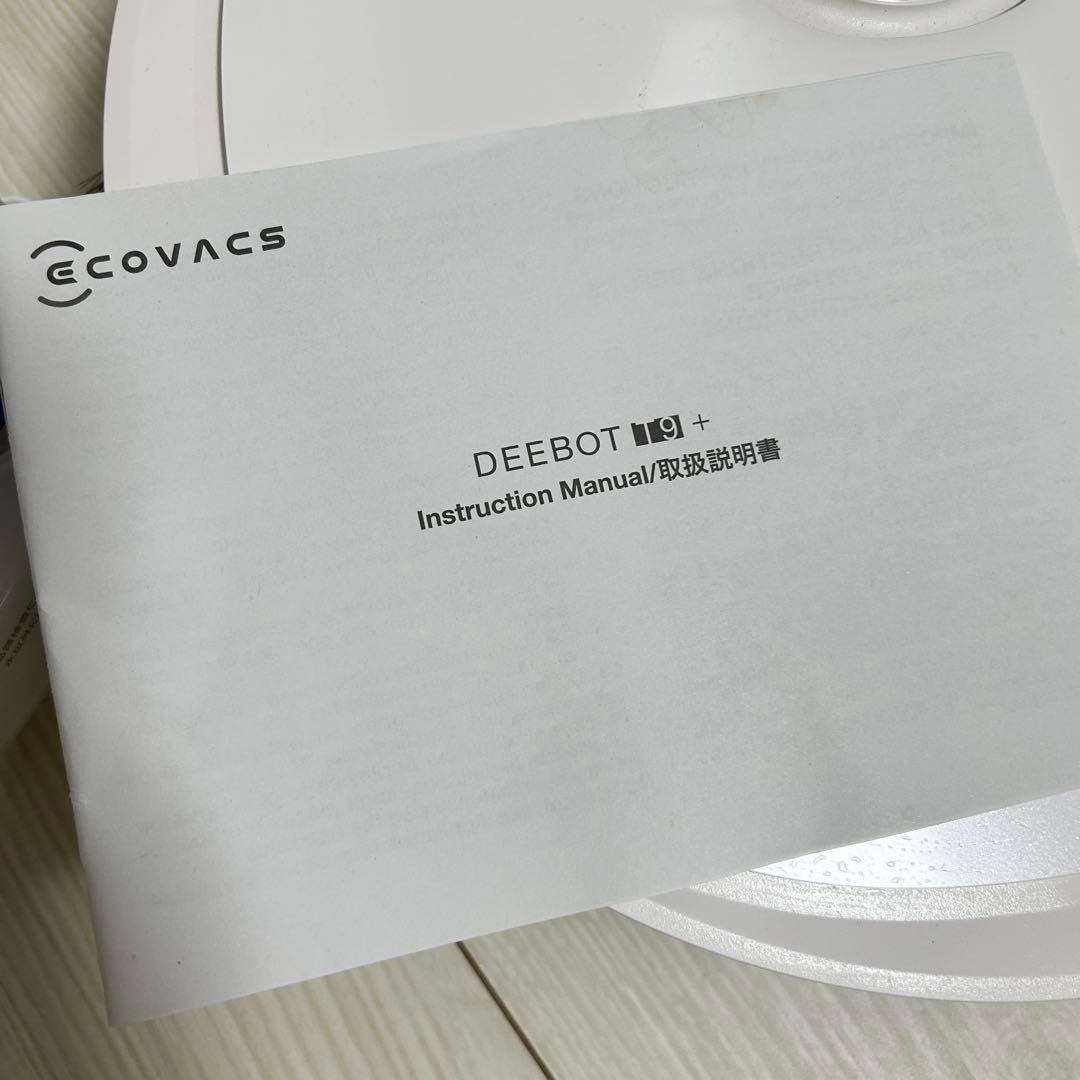 ECOVACS
DEEBOT T9 +
Instruction Manual/取扱説明書